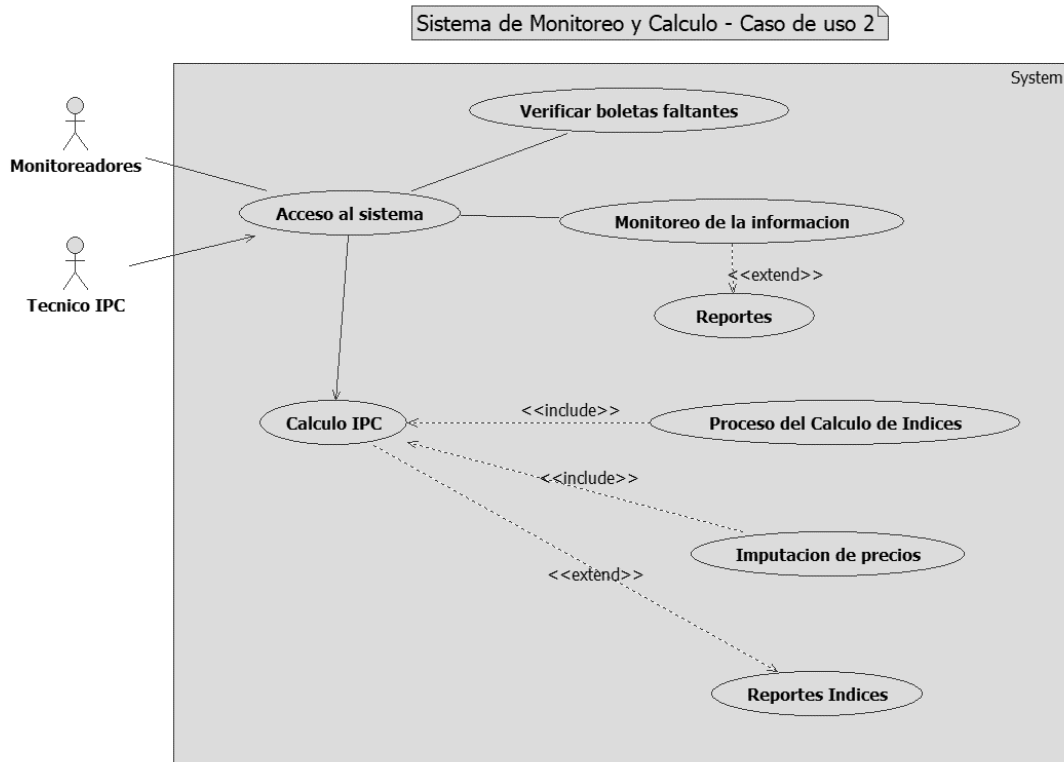 Sistema de Monitoreo y Calculo - Caso de uso 2
System
Verificar boletas faltantes
Monitoreadores
Acceso al sistema
Monitoreo de la informacion
<<extend>>
Tecnico IPC
Reportes
<<include>>
Calculo IPC
Proceso del Calculo de Indices
<<include>>
Imputacion de precios
<<extend>>
Reportes Indices